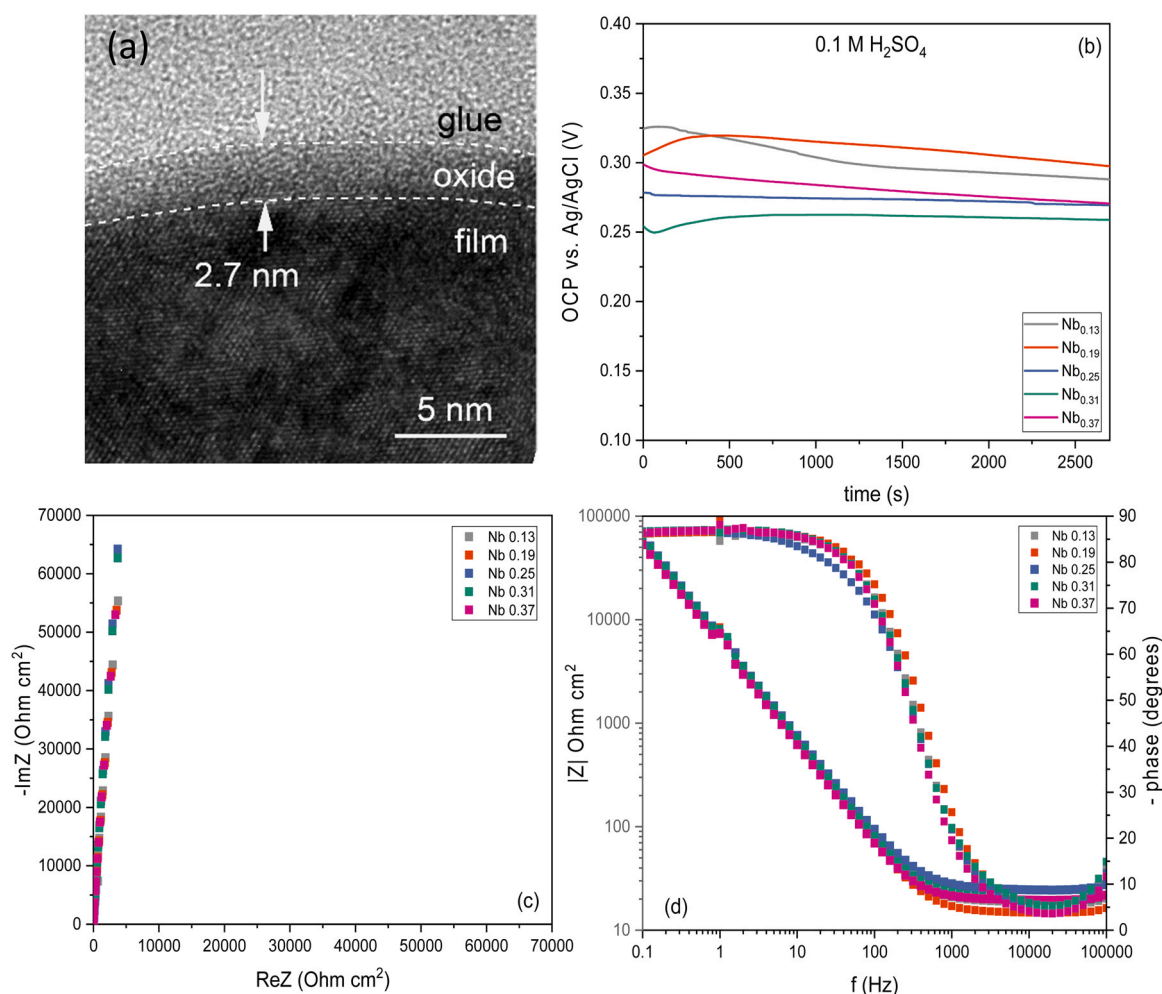 (a)
glue
oxide
film
2.7 nm
5 nm
0.40
0.35
0.30
0.25
0.20
0.15
0.10
OCP vs. Ag/AgCl (V)
0.1 M H₂SO₄
(b)
Nb₀.₁₃
Nb₀.₁₉
Nb₀.₂₅
Nb₀.₃₁
Nb₀.₃₇
0 500 1000 1500 2000 2500
time (s)
70000
60000
50000
40000
30000
20000
10000
0
-ImZ (Ohm cm²)
Nb 0.13
Nb 0.19
Nb 0.25
Nb 0.31
Nb 0.37
(c)
0 10000 20000 30000 40000 50000 60000 70000
ReZ (Ohm cm²)
100000
10000
1000
100
10
|Z| Ohm cm²
Nb 0.13
Nb 0.19
Nb 0.25
Nb 0.31
Nb 0.37
(d)
90
80
70
60
50
40
30
20
10
0
- phase (degrees)
0.1 1 10 100 1000 10000 100000
f (Hz)